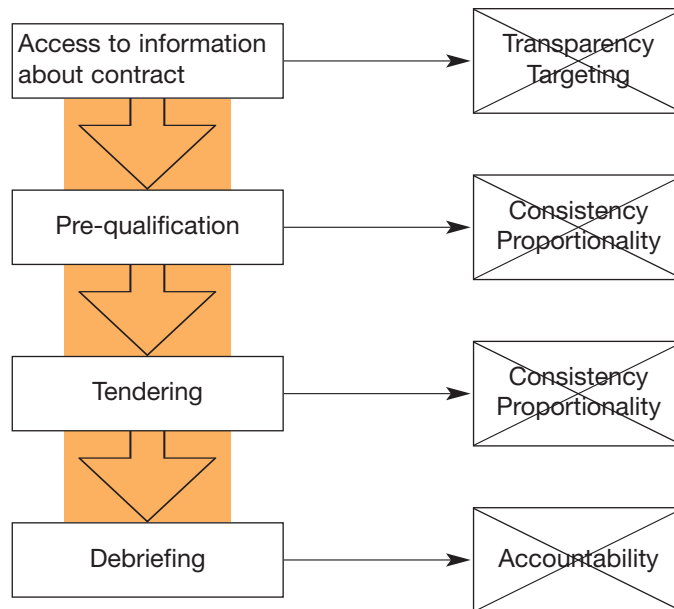 Access to information
about contract
Transparency
Targeting
Pre-qualification
Consistency
Proportionality
Tendering
Consistency
Proportionality
Debriefing
Accountability